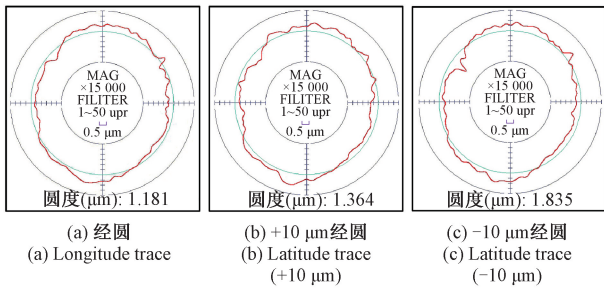 MAG
×15 000
FILITER
1~50 upr
0.5 μm
圆度(μm): 1.181
(a) 经圆
(a) Longitude trace
MAG
×15 000
FILITER
1~50 upr
0.5 μm
圆度(μm): 1.364
(b) +10 μm经圆
(b) Latitude trace
(+10 μm)
MAG
×15 000
FILITER
1~50 upr
0.5 μm
圆度(μm): 1.835
(c) −10 μm经圆
(c) Latitude trace
(−10 μm)